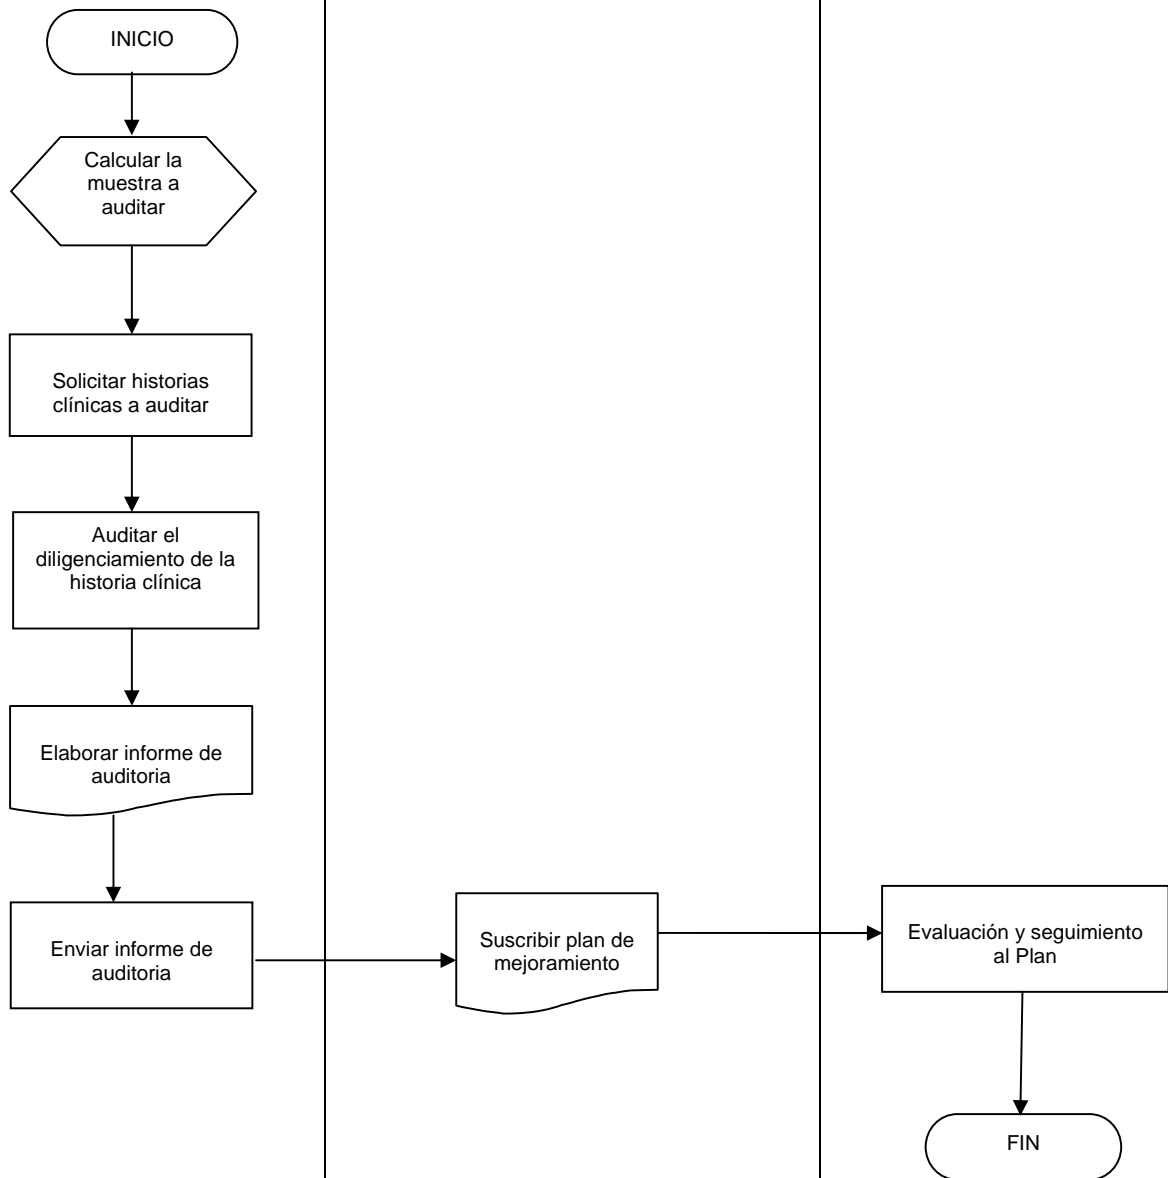 INICIO
Calcular la
muestra a
auditar
Solicitar historias
clínicas a auditar
Auditar el
diligenciamiento de la
historia clínica
Elaborar informe de
auditoria
Enviar informe de
auditoria
Suscribir plan de
mejoramiento
Evaluación y seguimiento
al Plan
FIN